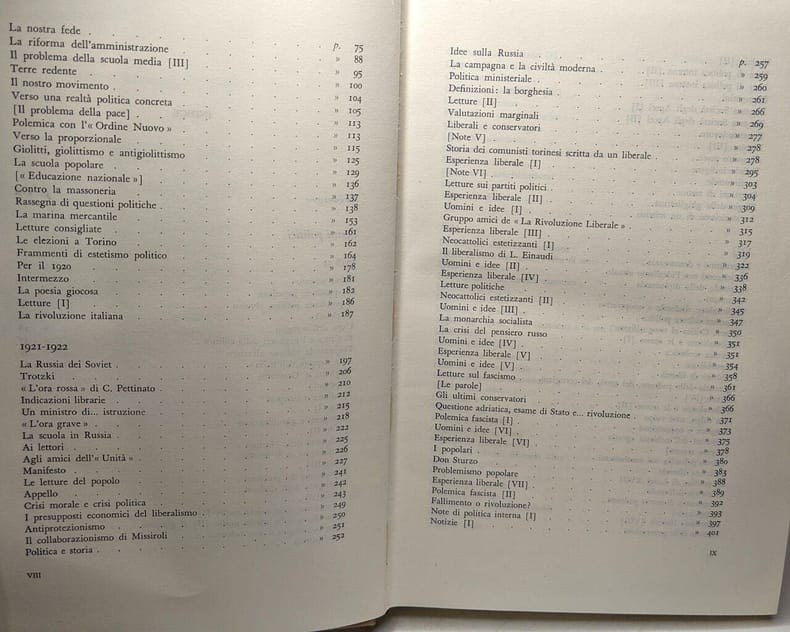 La nostra fede p. 75
La riforma dell'amministrazione » 88
Il problema della scuola media [III] » 95
Terre redente » 100
Il nostro movimento » 104
Verso una realtà politica concreta » 105
[Il problema della pace] » 113
Polemica con l'« Ordine Nuovo » » 113
Verso la proporzionale » 115
Giolitti, giolittismo e antigiolittismo » 125
La scuola popolare » 129
[« Educazione nazionale »] » 136
Contro la massoneria » 137
Rassegna di questioni politiche » 138
La marina mercantile » 153
Letture consigliate » 161
Le elezioni a Torino » 162
Frammenti di estetismo politico » 164
Per il 1920 » 178
Intermezzo » 181
La poesia giocosa » 182
Letture [I] » 186
La rivoluzione italiana » 187
1921-1922
La Russia dei Soviet » 197
Trotzki » 206
« L'ora rossa » di C. Pettinato » 210
Indicazioni librarie » 212
Un ministro di... istruzione » 215
« L'ora grave » » 218
La scuola in Russia » 222
Ai lettori » 225
Agli amici dell'« Unità » » 226
Manifesto » 227
Le letture del popolo » 241
Appello » 242
Crisi morale e crisi politica » 243
I presupposti economici del liberalismo » 249
Antiprotezionismo » 250
Il collaborazionismo di Missiroli » 251
Politica e storia » 252
VIII
Idee sulla Russia p. 257
La campagna e la civiltà moderna » 259
Politica ministeriale » 260
Definizioni: la borghesia » 261
Letture [II] » 266
Valutazioni marginali » 269
Liberali e conservatori » 277
[Note V] » 278
Storia dei comunisti torinesi scritta da un liberale » 278
Esperienza liberale [I] » 295
[Note VI] » 303
Letture sui partiti politici » 304
Esperienza liberale [II] » 309
Uomini e idee [I] » 312
Gruppo amici de « La Rivoluzione Liberale » » 315
Esperienza liberale [III] » 317
Neocattolici estetizzanti [I] » 319
Il liberalismo di L. Einaudi » 322
Uomini e idee [II] » 336
Esperienza liberale [IV] » 338
Letture politiche » 342
Neocattolici estetizzanti [II] » 345
Uomini e idee [III] » 347
La monarchia socialista » 350
La crisi del pensiero russo » 351
Uomini e idee [IV] » 351
Esperienza liberale [V] » 354
Uomini e idee [V] » 358
Letture sul fascismo » 361
[Le parole] » 366
Gli ultimi conservatori » 366
Questione adriatica, esame di Stato e... rivoluzione » 371
Polemica fascista [I] » 373
Uomini e idee [VI] » 375
Esperienza liberale [VI] » 378
I popolari » 380
Don Sturzo » 383
Problemismo popolare » 388
Esperienza liberale [VII] » 389
Polemica fascista [II] » 392
Fallimento o rivoluzione? » 393
Note di politica interna [I] » 397
Notizie [I] » 401
IX